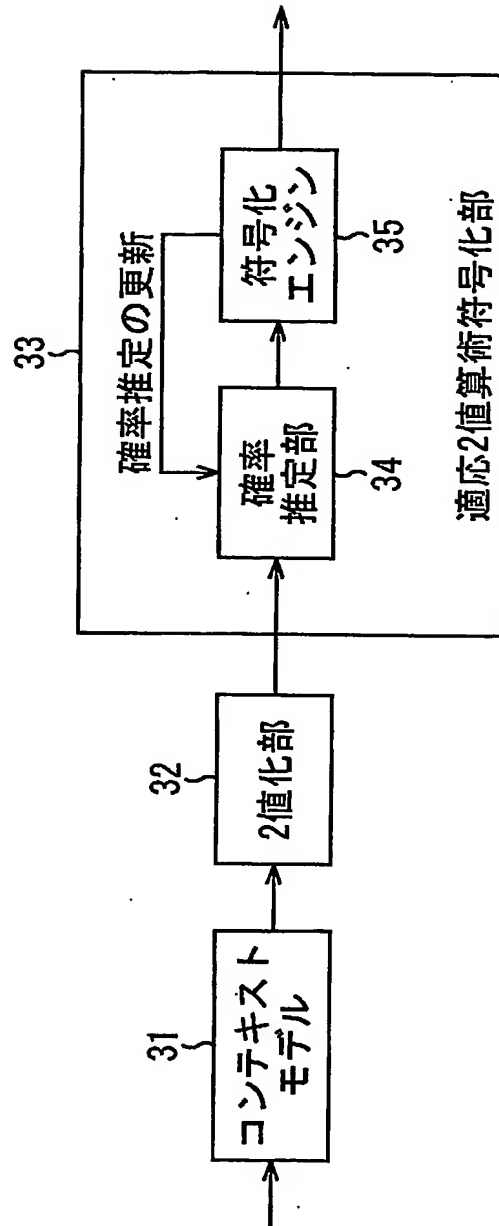 31
コンテキスト
モデル
32
2値化部
33
確率推定の更新
確率
推定部
34
符号化
エンジン
35
適応2値算術符号化部